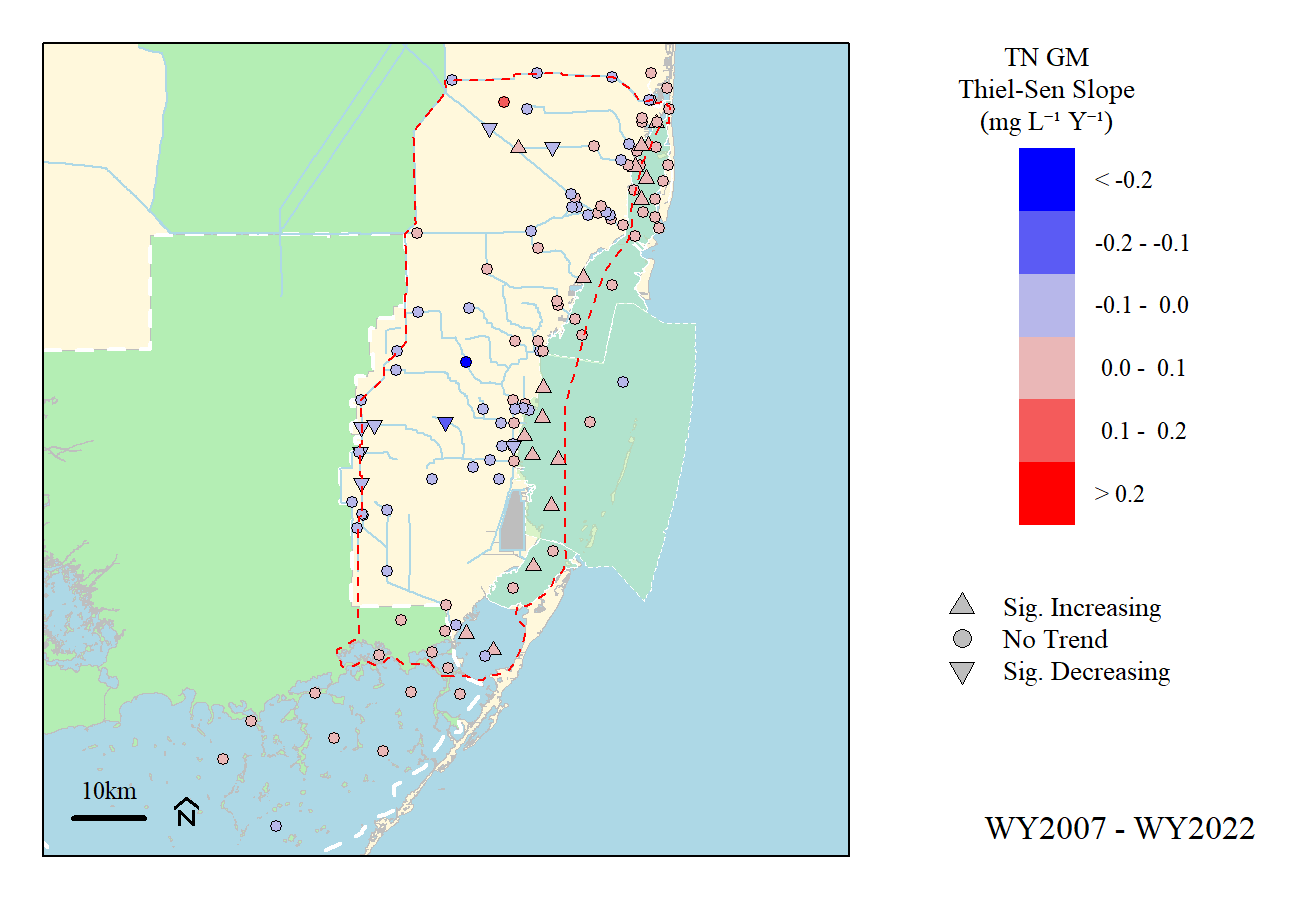 TN GM
Thiel-Sen Slope
(mg L⁻¹ Y⁻¹)
< -0.2
-0.2 - -0.1
-0.1 - 0.0
0.0 - 0.1
0.1 - 0.2
> 0.2
Sig. Increasing
No Trend
Sig. Decreasing
10km
N
WY2007 - WY2022